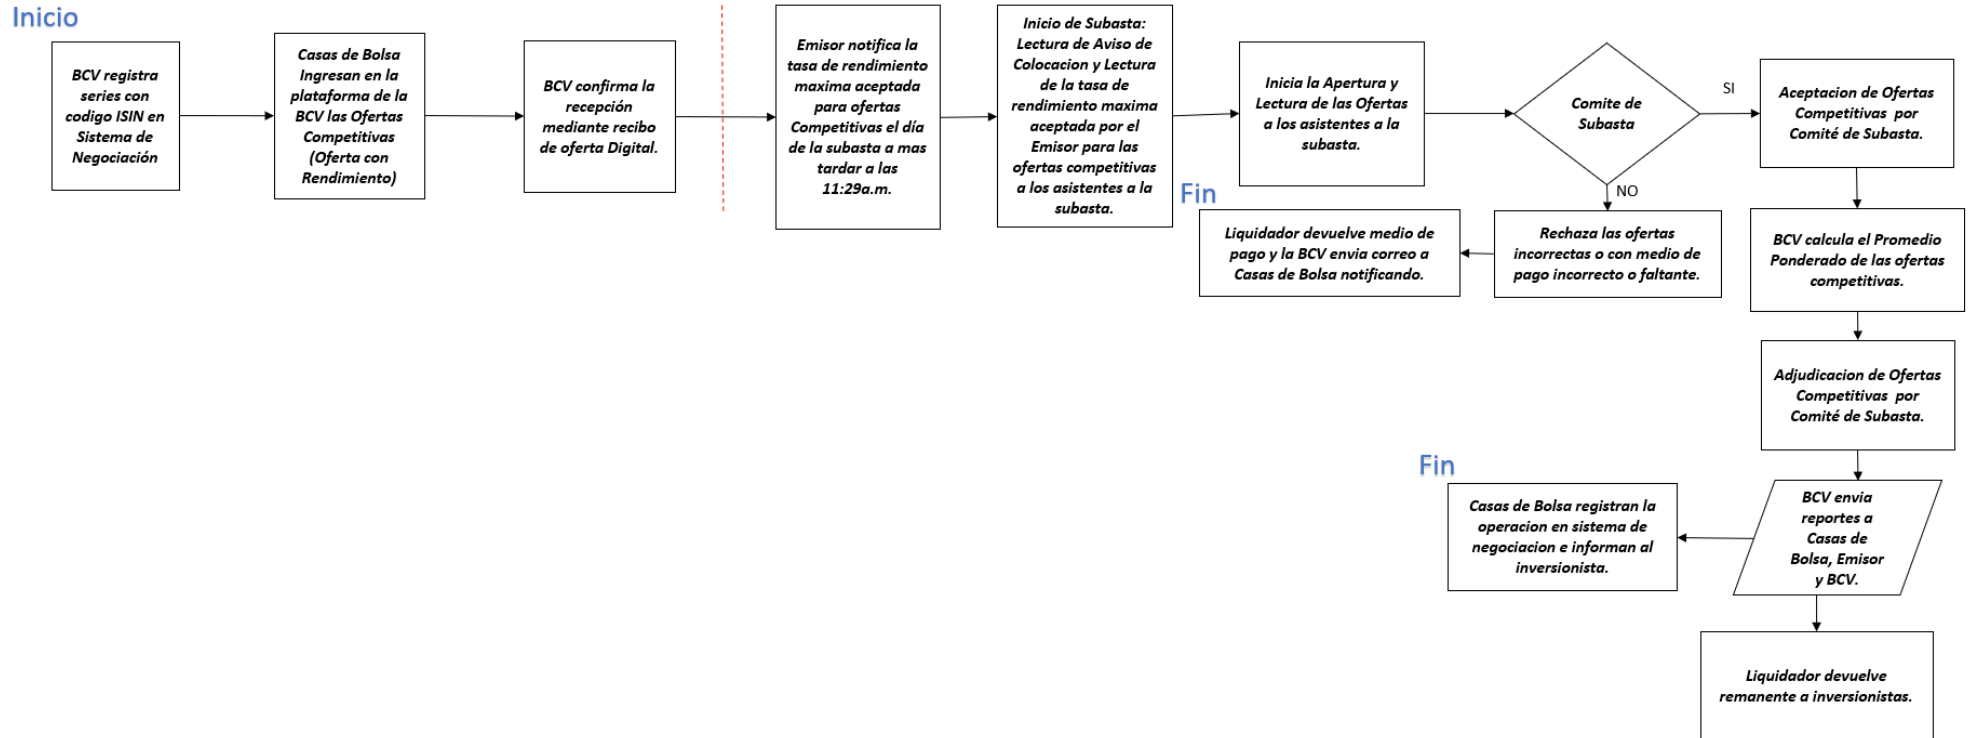 Inicio
BCV registra
series con
codigo ISIN en
Sistema de
Negociación
Casas de Bolsa
Ingresan en la
plataforma de la
BCV las Ofertas
Competitivas
(Oferta con
Rendimiento)
BCV confirma la
recepción
mediante recibo
de oferta Digital.
Emisor notifica la
tasa de rendimiento
maxima aceptada
para ofertas
Competitivas el día
de la subasta a mas
tardar a las
11:29a.m.
Inicio de Subasta:
Lectura de Aviso de
Colocacion y Lectura
de la tasa de
rendimiento maxima
aceptada por el
Emisor para las
ofertas competitivas
a los asistentes a la
subasta.
Inicia la Apertura y
Lectura de las Ofertas
a los asistentes a la
subasta.
Comite de
Subasta
SI
Aceptacion de Ofertas
Competitivas por
Comité de Subasta.
NO
Rechaza las ofertas
incorrectas o con medio de
pago incorrecto o faltante.
Fin
Liquidador devuelve medio de
pago y la BCV envia correo a
Casas de Bolsa notificando.
BCV calcula el Promedio
Ponderado de las ofertas
competitivas.
Adjudicacion de Ofertas
Competitivas por
Comité de Subasta.
BCV envia
reportes a
Casas de
Bolsa, Emisor
y BCV.
Fin
Casas de Bolsa registran la
operacion en sistema de
negociacion e informan al
inversionista.
Liquidador devuelve
remanente a inversionistas.